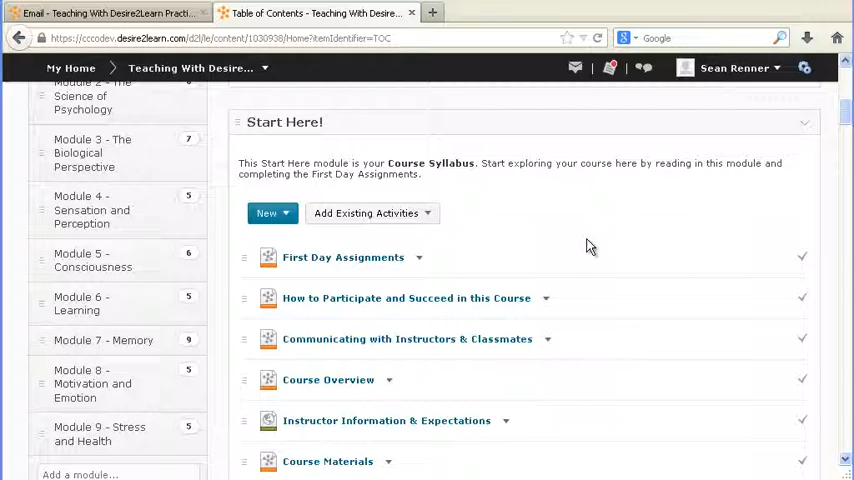 Email - Teaching With Desire2Learn Practi...
Table of Contents - Teaching With Desire...
https://cccodev.desire2learn.com/d2l/le/content/1030938/Home?itemIdentifier=TOC
Google
My Home
Teaching With Desire...
Sean Renner
Module 2 - The
Science of
Psychology
Module 3 - The
Biological
Perspective
7
Module 4 -
Sensation and
Perception
5
Module 5 -
Consciousness
6
Module 6 -
Learning
5
Module 7 - Memory
9
Module 8 -
Motivation and
Emotion
5
Module 9 - Stress
and Health
5
Add a module...
Start Here!
This Start Here module is your Course Syllabus. Start exploring your course here by reading in this module and
completing the First Day Assignments.
New
Add Existing Activities
First Day Assignments
How to Participate and Succeed in this Course
Communicating with Instructors & Classmates
Course Overview
Instructor Information & Expectations
Course Materials